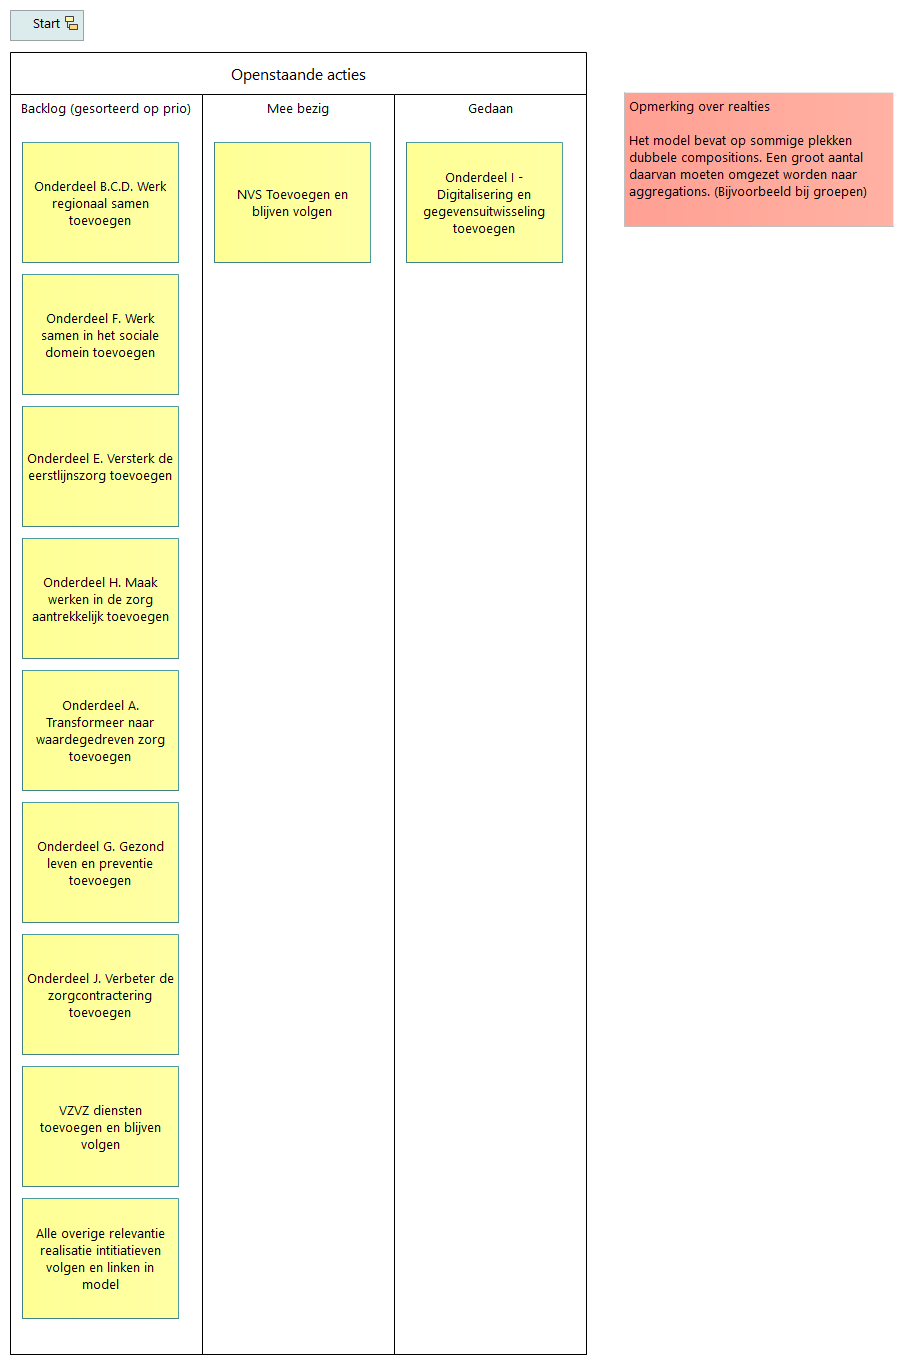 Start
Openstaande acties
Backlog (gesorteerd op prio)
Mee bezig
Gedaan
Onderdeel B.C.D. Werk
regionaal samen
toevoegen
Onderdeel F. Werk
samen in het sociale
domein toevoegen
Onderdeel E. Versterk de
eerstlijnszorg toevoegen
Onderdeel H. Maak
werken in de zorg
aantrekkelijk toevoegen
Onderdeel A.
Transformeer naar
waardegedreven zorg
toevoegen
Onderdeel G. Gezond
leven en preventie
toevoegen
Onderdeel J. Verbeter de
zorgcontractering
toevoegen
VZVZ diensten
toevoegen en blijven
volgen
Alle overige relevantie
realisatie intitiatieven
volgen en linken in
model
NVS Toevoegen en
blijven volgen
Onderdeel I -
Digitalisering en
gegevensuitwisseling
toevoegen
Opmerking over realties
Het model bevat op sommige plekken
dubbele compositions. Een groot aantal
daarvan moeten omgezet worden naar
aggregations. (Bijvoorbeeld bij groepen)